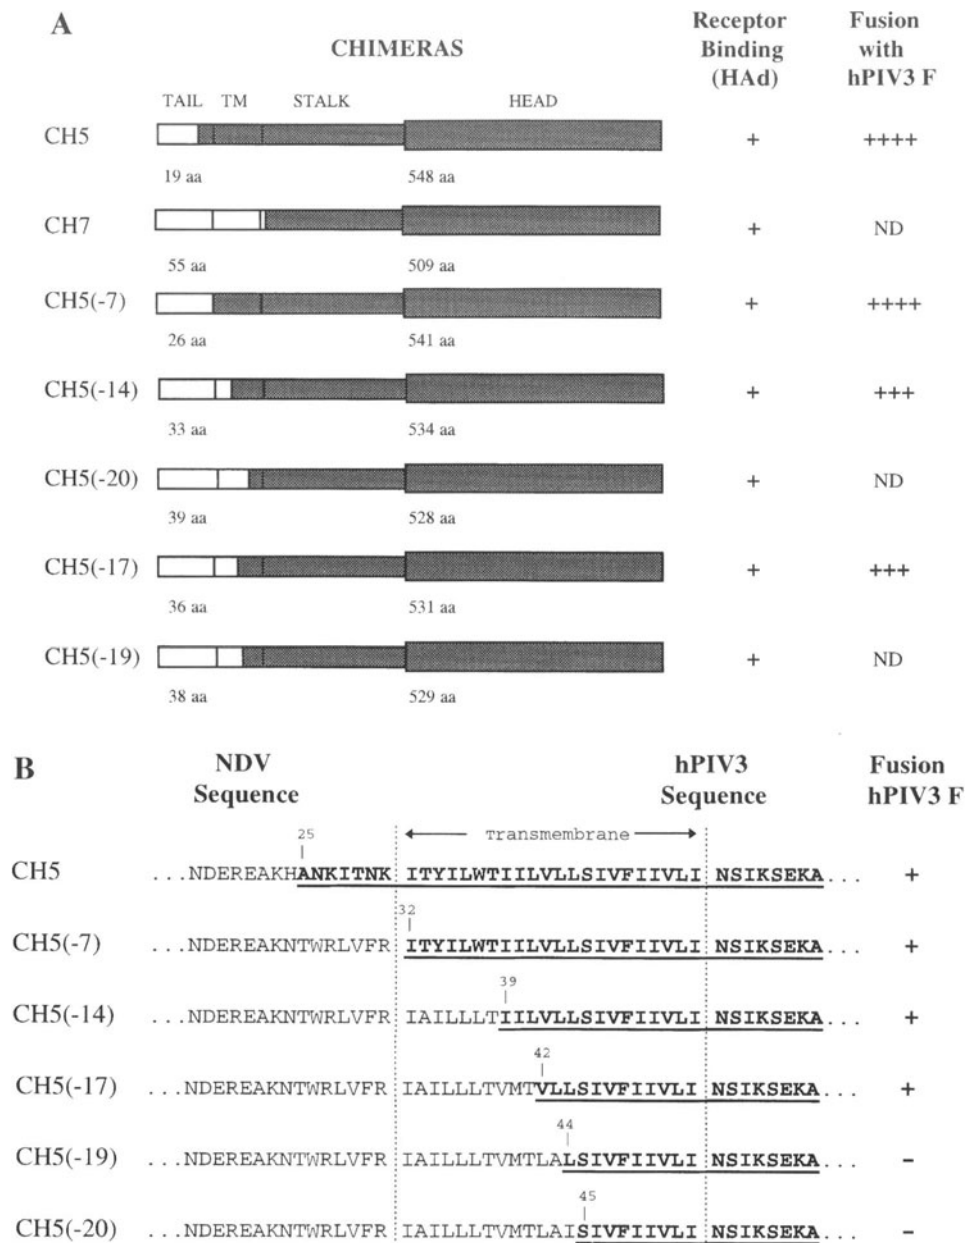 A
CHIMERAS
Receptor Binding (HAd)
Fusion with hPIV3 F
TAIL TM STALK HEAD
CH5 + ++++
19 aa 548 aa
CH7 + ND
55 aa 509 aa
CH5(-7) + ++++
26 aa 541 aa
CH5(-14) + +++
33 aa 534 aa
CH5(-20) + ND
39 aa 528 aa
CH5(-17) + +++
36 aa 531 aa
CH5(-19) + ND
38 aa 529 aa
B
NDV Sequence
hPIV3 Sequence
Fusion hPIV3 F
25 Transmembrane
CH5 ...NDEREAKHANKITNK ITYILWTIILVLLSIVFIIVLI NSIKSEKA... +
32
CH5(-7) ...NDEREAKNTWRLVFR ITYILWTIILVLLSIVFIIVLI NSIKSEKA... +
39
CH5(-14) ...NDEREAKNTWRLVFR IAILLLTIILVLLSIVFIIVLI NSIKSEKA... +
42
CH5(-17) ...NDEREAKNTWRLVFR IAILLLTVMTVLLSIVFIIVLI NSIKSEKA... +
44
CH5(-19) ...NDEREAKNTWRLVFR IAILLLTVMTLALSIVFIIVLI NSIKSEKA... -
45
CH5(-20) ...NDEREAKNTWRLVFR IAILLLTVMTLAISIVFIIVLI NSIKSEKA... -